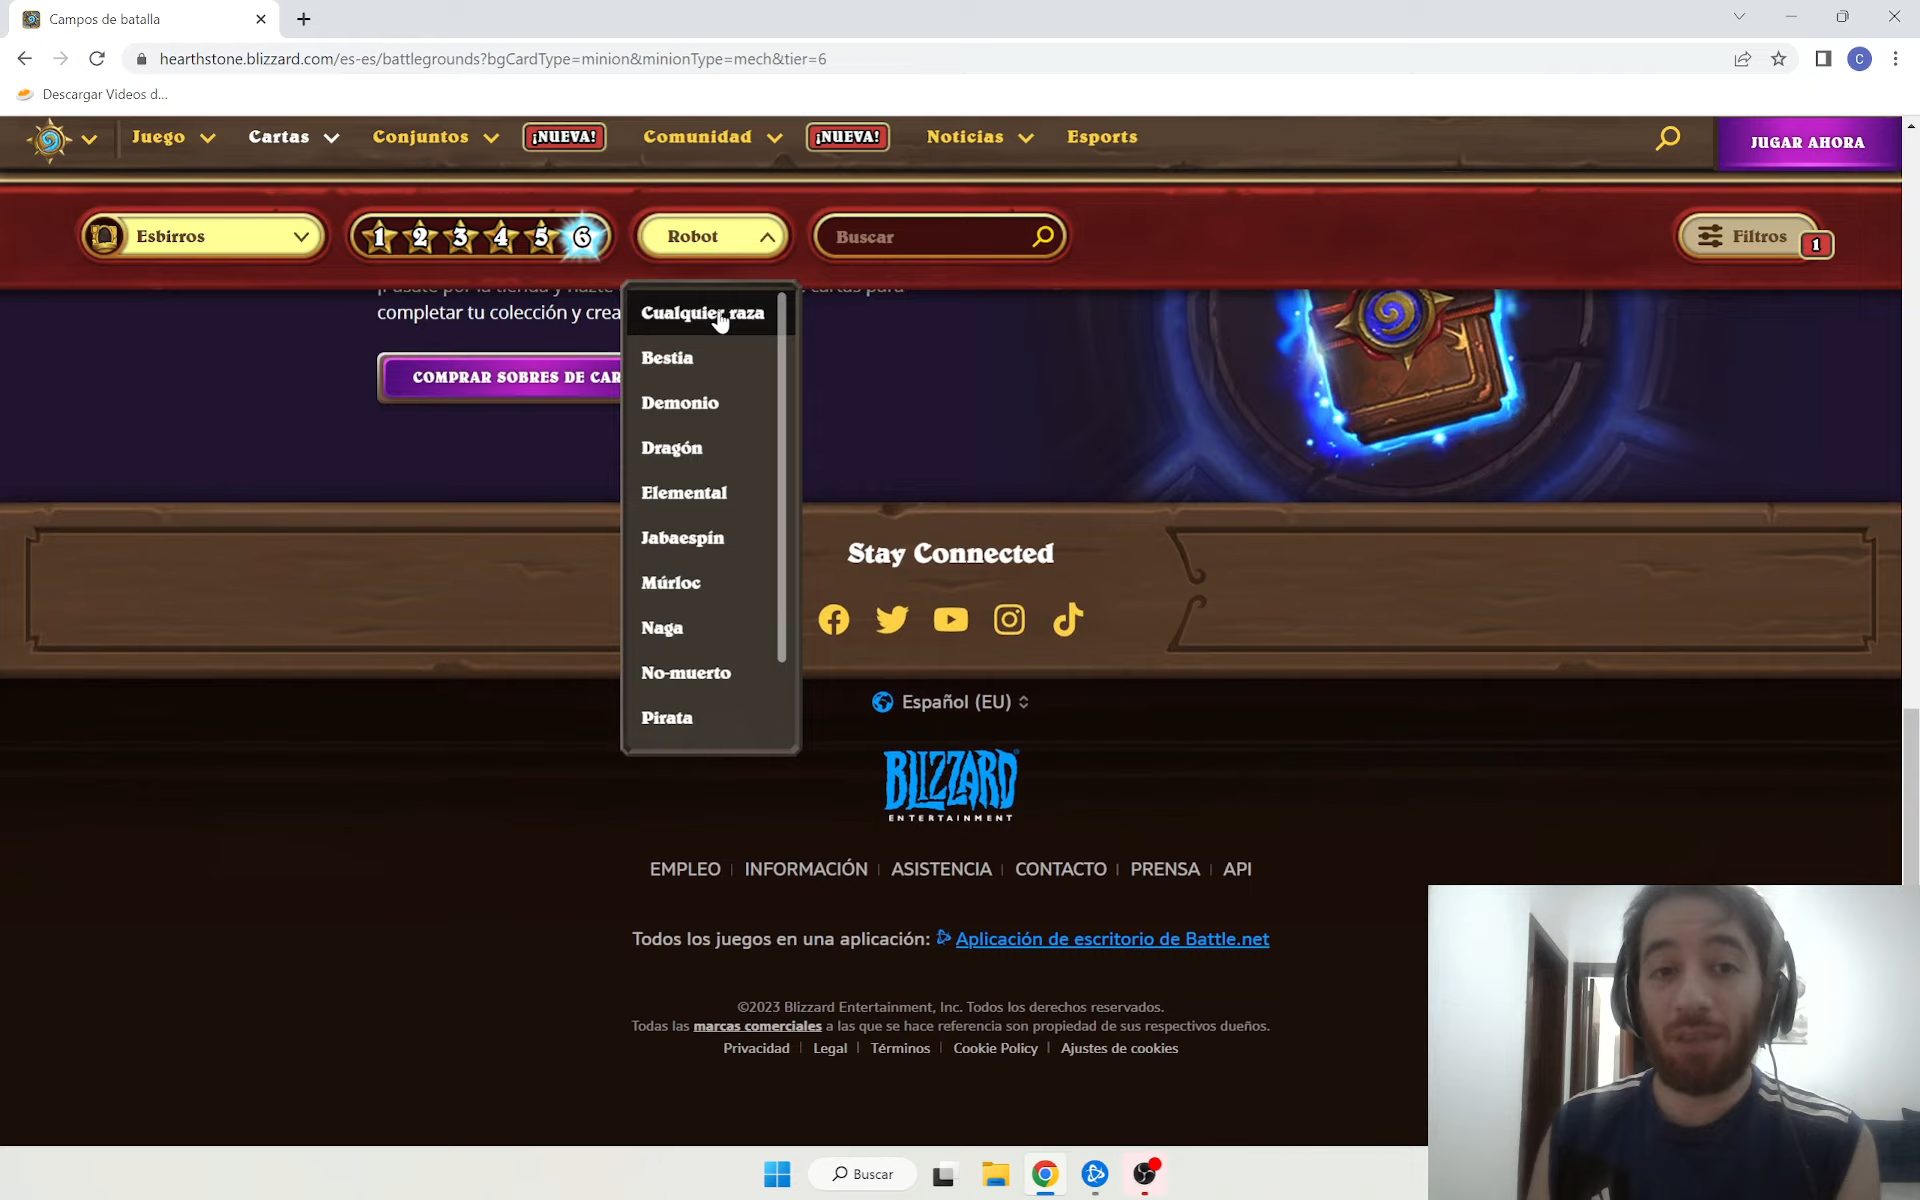 Campos de batalla
hearthstone.blizzard.com/es-es/battlegrounds?bgCardType=minion&minionType=mech&tier=6
C
Descargar Videos d...
Juego
Cartas
Conjuntos
¡NUEVA!
Comunidad
¡NUEVA!
Noticias
Esports
JUGAR AHORA
Esbirros
1 2 3 4 5 6
Robot
Buscar
Filtros
1
completar tu colección y crea
COMPRAR SOBRES DE CAR
Cualquier raza
Bestia
Demonio
Dragón
Elemental
Jabaespín
Múrloc
Naga
No-muerto
Pirata
Stay Connected
Español (EU)
BLIZZARD
ENTERTAINMENT
EMPLEO | INFORMACIÓN | ASISTENCIA | CONTACTO | PRENSA | API
Todos los juegos en una aplicación: Aplicación de escritorio de Battle.net
©2023 Blizzard Entertainment, Inc. Todos los derechos reservados.
Todas las marcas comerciales a las que se hace referencia son propiedad de sus respectivos dueños.
Privacidad | Legal | Términos | Cookie Policy | Ajustes de cookies
Buscar